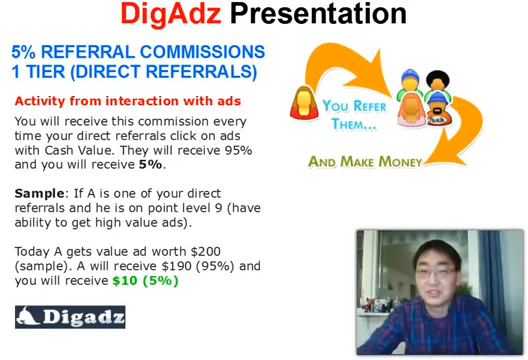 DigAdz Presentation
5% REFERRAL COMMISSIONS
1 TIER (DIRECT REFERRALS)
Activity from interaction with ads
You will receive this commission every
time your direct referrals click on ads
with Cash Value. They will receive 95%
and you will receive 5%.
Sample: If A is one of your direct
referrals and he is on point level 9 (have
ability to get high value ads).
Today A gets value ad worth $200
(sample). A will receive $190 (95%) and
you will receive $10 (5%)
Digadz
YOU REFER
THEM...
AND MAKE MONEY